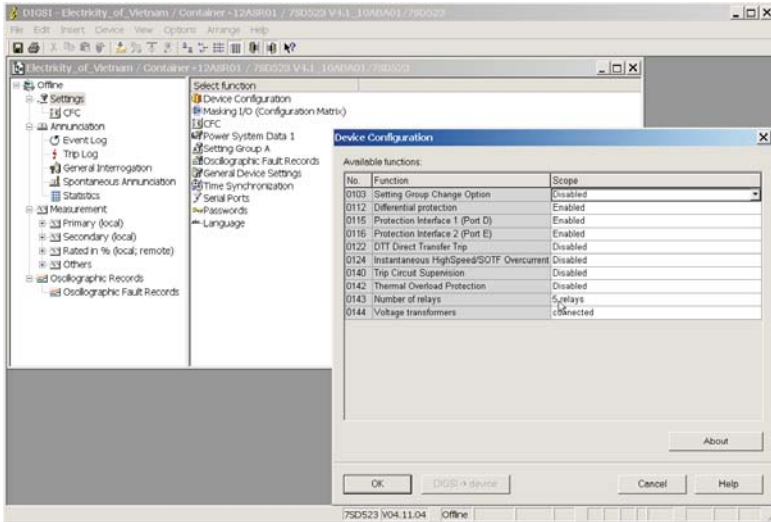 DIGSI - Electricity_of_Vietnam / Container+12ASR01 / 7SD523 V4.1_10ABA01/7SD523
File Edit Insert Device View Options Arrange Help
Electricity_of_Vietnam / Container+12ASR01 / 7SD523 V4.1_10ABA01/7SD523
Offline
Settings
CFC
Annunciation
Event Log
Trip Log
General Interrogation
Spontaneous Annunciation
Statistics
Measurement
Primary (local)
Secondary (local)
Rated in % (local; remote)
Others
Oscillographic Records
Oscillographic Fault Records
Select function
Device Configuration
Masking I/O (Configuration Matrix)
CFC
Power System Data 1
Setting Group A
Oscillographic Fault Records
General Device Settings
Time Synchronization
Serial Ports
Passwords
Language
Device Configuration
Available functions:
No. Function Scope
0103 Setting Group Change Option Disabled
0112 Differential protection Enabled
0115 Protection Interface 1 (Port D) Enabled
0116 Protection Interface 2 (Port E) Enabled
0122 DTT Direct Transfer Trip Disabled
0124 Instantaneous HighSpeed/SOTF Overcurrent Disabled
0140 Trip Circuit Supervision Disabled
0142 Thermal Overload Protection Disabled
0143 Number of relays 5 relays
0144 Voltage transformers connected
About
OK DIGSI -> device Cancel Help
7SD523 V04.11.04 Offline